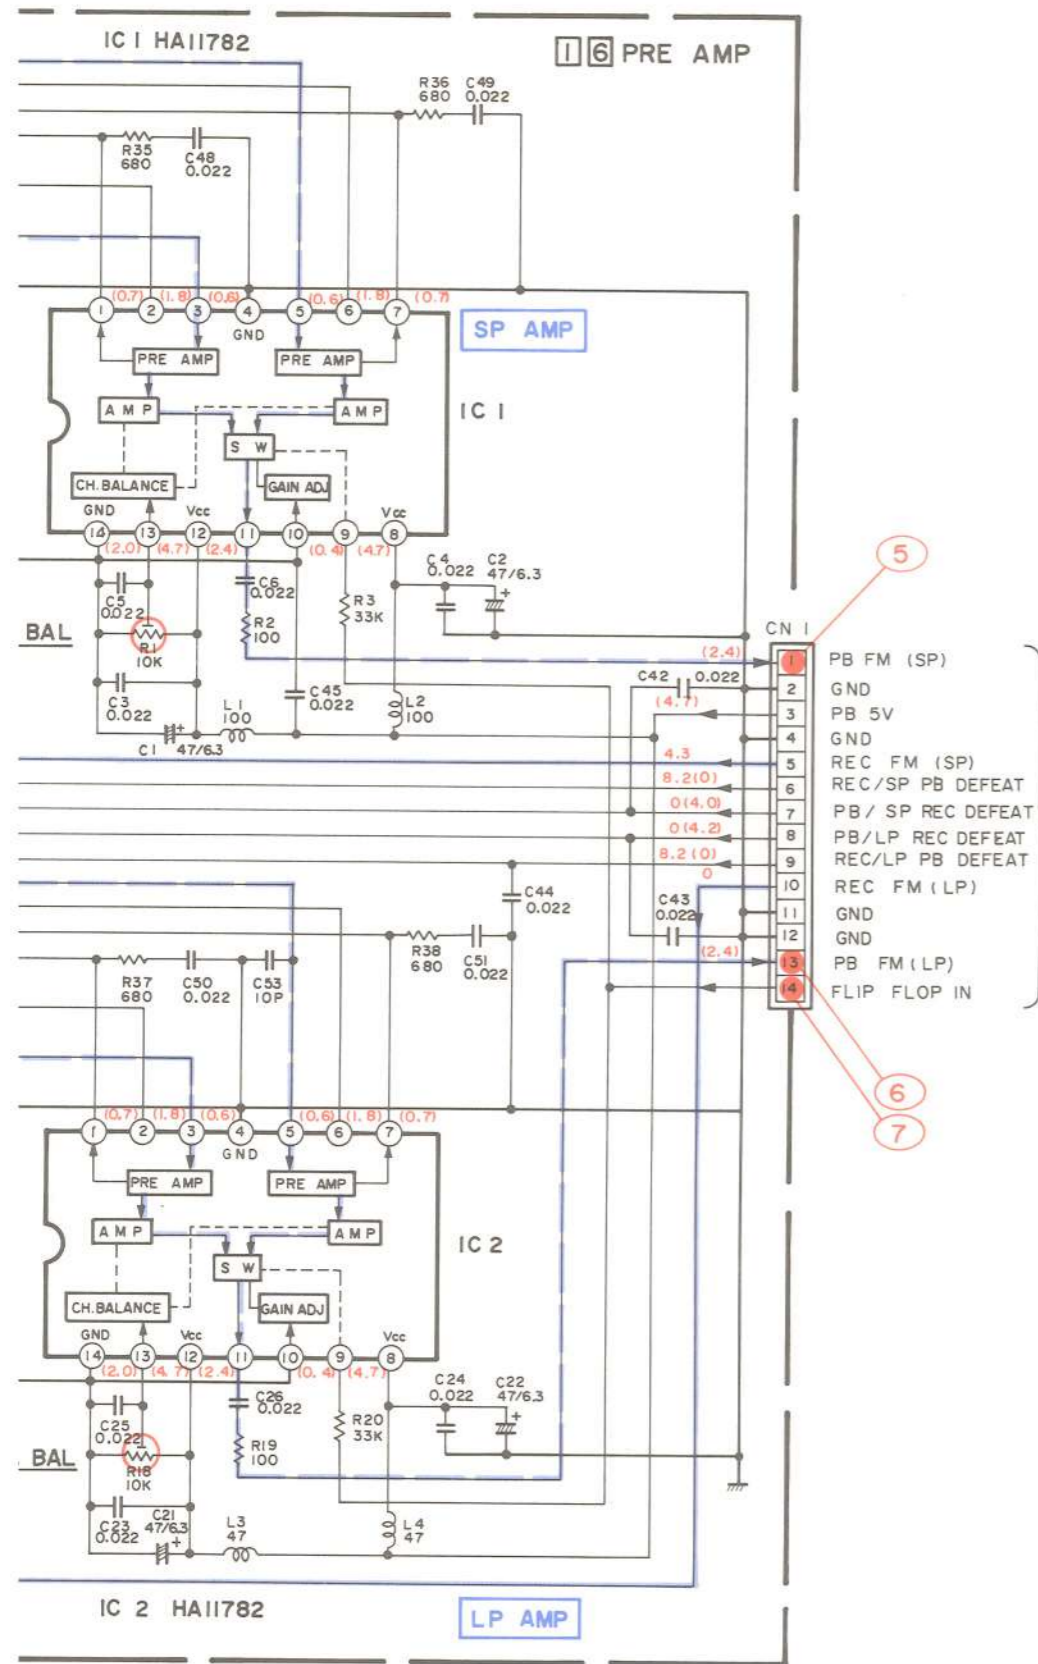 IC 1 HA11782
1 6 PRE AMP
R36 680
C49 0.022
R35 680
C48 0.022
1 (0.7) 2 (1.8) 3 (0.6) 4 5 (0.6) 6 (1.8) 7 (0.7)
GND
SP AMP
PRE AMP
PRE AMP
AMP
AMP
IC 1
SW
CH. BALANCE
GAIN ADJ
GND
Vcc
Vcc
14 (2.0) 13 (4.7) 12 (2.4) 11 10 (0.4) 9 (4.7) 8
C5 0.022
C6 0.022
R3 33K
C4 0.022
C2 47/6.3
+
BAL
R1 10K
R2 100
C3 0.022
L1 100
C45 0.022
L2 100
C1 47/6.3
+
5
CN 1
(2.4) 1 PB FM (SP)
C42 0.022
2 GND
(4.7) 3 PB 5V
4 GND
4.3 5 REC FM (SP)
8.2(0) 6 REC/SP PB DEFEAT
0(4.0) 7 PB/ SP REC DEFEAT
0(4.2) 8 PB/LP REC DEFEAT
8.2(0) 9 REC/LP PB DEFEAT
0 10 REC FM (LP)
11 GND
12 GND
(2.4) 13 PB FM (LP)
14 FLIP FLOP IN
C44 0.022
C43 0.022
R38 680
C51 0.022
R37 680
C50 0.022
C53 10P
6
7
1 (0.7) 2 (1.8) 3 (0.6) 4 5 (0.6) 6 (1.8) 7 (0.7)
GND
PRE AMP
PRE AMP
AMP
AMP
IC 2
SW
CH. BALANCE
GAIN ADJ
GND
Vcc
Vcc
14 (2.0) 13 (4.7) 12 (2.4) 11 10 (0.4) 9 (4.7) 8
C25 0.022
C26 0.022
R20 33K
C24 0.022
C22 47/6.3
+
BAL
R18 10K
R19 100
C23 0.022
C21 47/6.3
+
L3 47
L4 47
IC 2 HA11782
LP AMP